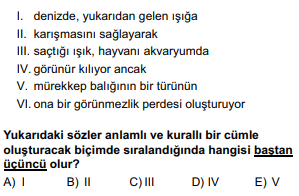 I. denizde, yukarıdan gelen ışığa
II. karışmasını sağlayarak
III. saçtığı ışık, hayvanı akvaryumda
IV. görünür kılıyor ancak
V. mürekkep balığının bir türünün
VI. ona bir görünmezlik perdesi oluşturuyor
Yukarıdaki sözler anlamlı ve kurallı bir cümle
oluşturacak biçimde sıralandığında hangisi baştan
üçüncü olur?
A) I B) II C) III D) IV E) V